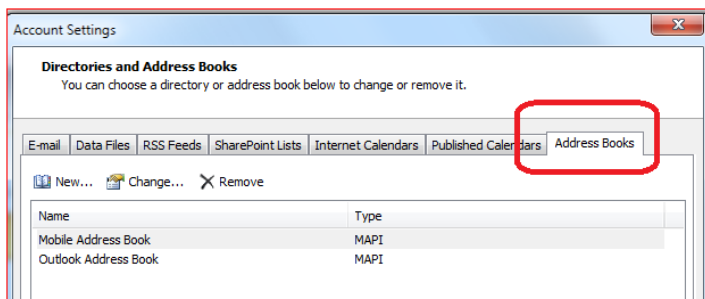 Account Settings
Directories and Address Books
You can choose a directory or address book below to change or remove it.
E-mail Data Files RSS Feeds SharePoint Lists Internet Calendars Published Calendars Address Books
New... Change... Remove
Name Type
Mobile Address Book MAPI
Outlook Address Book MAPI